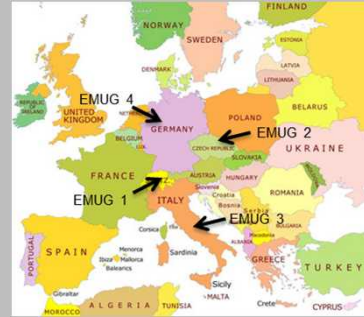 FINLAND
NORWAY
SWEDEN
ESTONIA
LATVIA
LITHUANIA
DENMARK
REPUBLIC OF IRELAND
UNITED KINGDOM
EMUG 4
BELARUS
POLAND
GERMANY
BELGIUM
EMUG 2
CZECH REPUBLIC
UKRAINE
SLOVAKIA
FRANCE
AUSTRIA
HUNGARY
Slovenia
EMUG 1
ITALY
Croatia
ROMANIA
Bosnia
Serbia
EMUG 3
BULGARIA
Corsica
Macedonia
ALBANIA
PORTUGAL
SPAIN
Menorca
Ibiza
Mallorca
Balearics
Sardinia
GREECE
TURKEY
Sicily
Gibraltar
MALTA
Crete
CYPRUS
MOROCCO
ALGERIA
TUNISIA